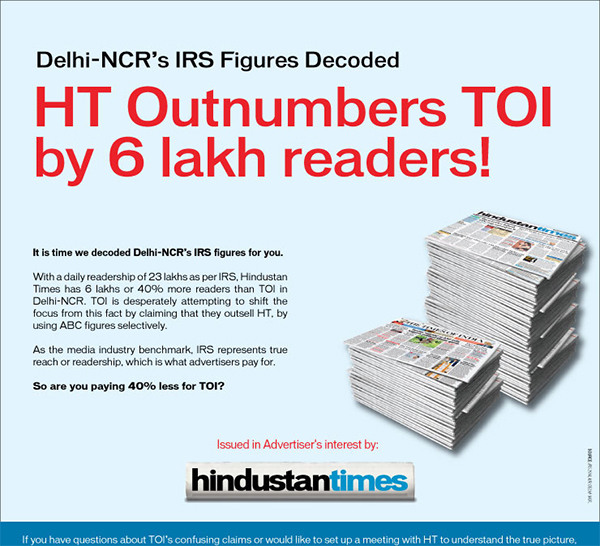 Delhi-NCR's IRS Figures Decoded
HT Outnumbers TOI
by 6 lakh readers!
It is time we decoded Delhi-NCR's IRS figures for you.
With a daily readership of 23 lakhs as per IRS, Hindustan
Times has 6 lakhs or 40% more readers than TOI in
Delhi-NCR. TOI is desperately attempting to shift the
focus from this fact by claiming that they outsell HT, by
using ABC figures selectively.
As the media industry benchmark, IRS represents true
reach or readership, which is what advertisers pay for.
So are you paying 40% less for TOI?
hindustantimes
THE TIMES OF INDIA
Issued in Advertiser's interest by:
hindustantimes
If you have questions about TOI's confusing claims or would like to set up a meeting with HT to understand the true picture,